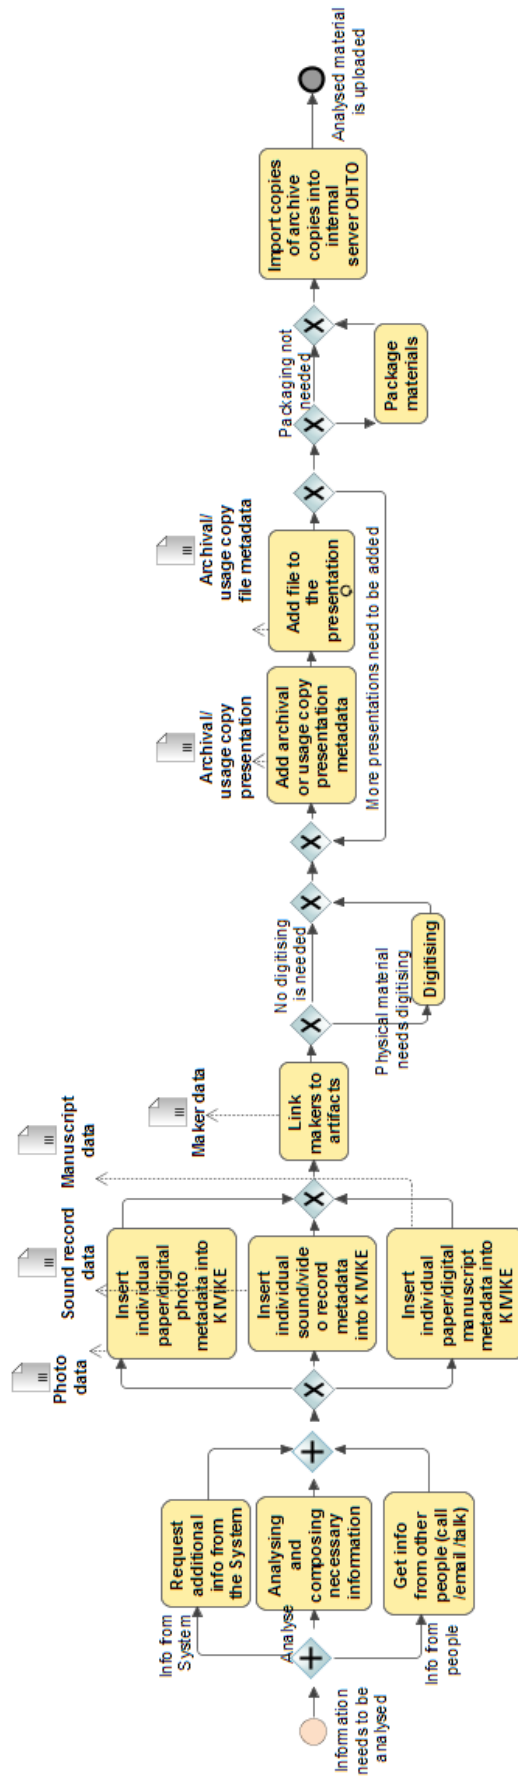 Information
needs to be
analysed
Info from
System
Analyse
Info from
people
Request
additional
info from
the System
Analysing
and
composing
necessary
information
Get info
from other
people (call
/email /talk)
Photo
data
Sound record
data
Manuscript
data
Insert
individual
paper/digital
photo
metadata into
KIVIKE
Insert
individual
sound/vide
o record
metadata
into KIVIKE
Insert
individual
paper/digital
manuscript
metadata into
KIVIKE
Maker data
Link
makers to
artifacts
No digitising
is needed
Physical material
needs digitising
Digitising
Archival/
usage copy
presentation
Add archival
or usage copy
presentation
metadata
Archival/
usage copy
file metadata
Add file to
the
presentation
More presentations need to be added
Packaging not
needed
Package
materials
Import copies
of archive
copies into
internal
server OHTO
Analysed material
is uploaded